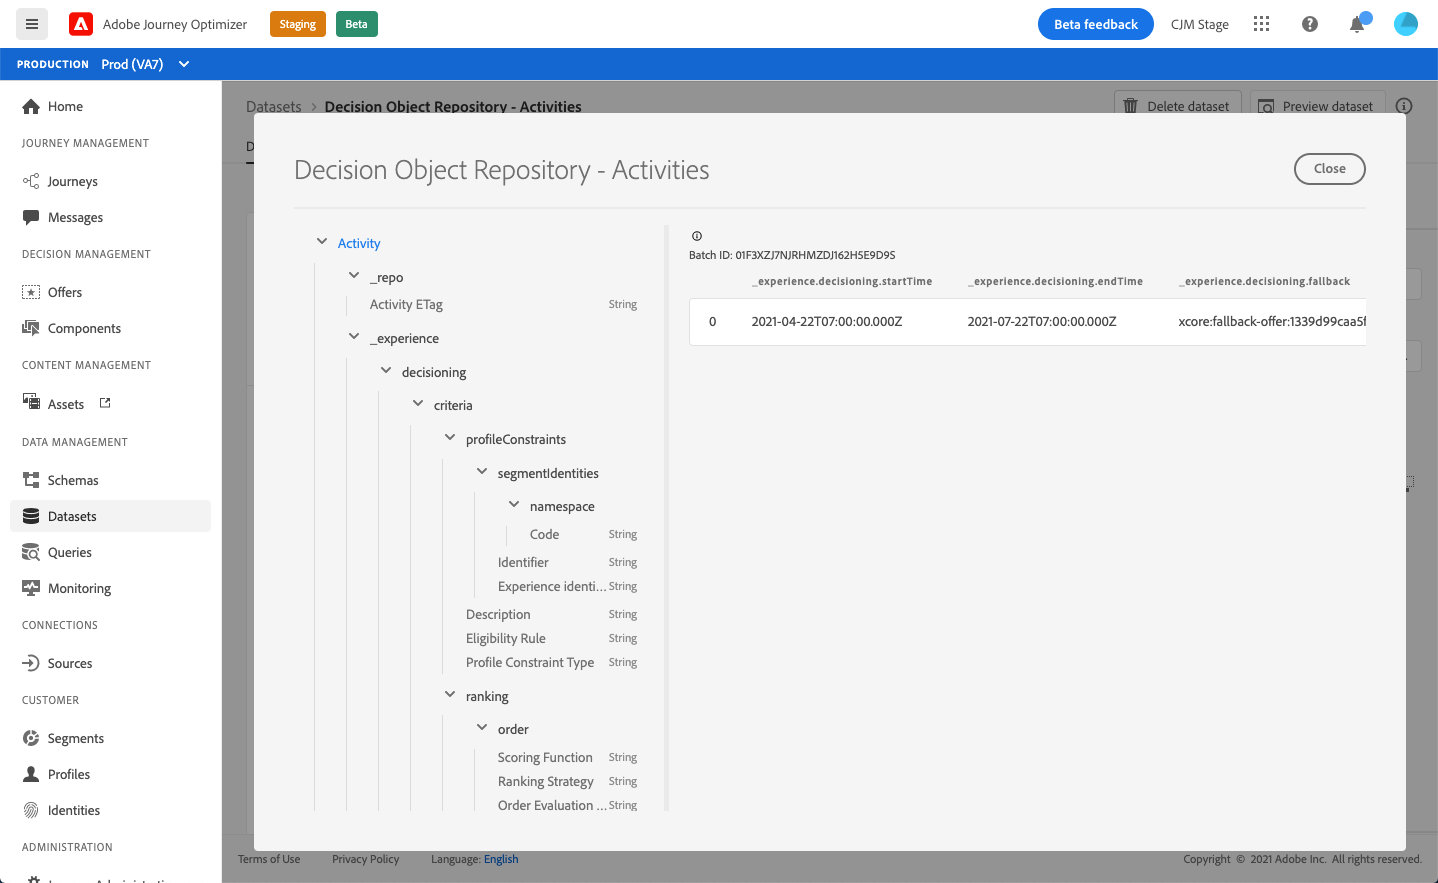 Adobe Journey Optimizer Staging Beta Beta feedback CJM Stage
PRODUCTION Prod (VA7)
Home
JOURNEY MANAGEMENT
Journeys
Messages
DECISION MANAGEMENT
Offers
Components
CONTENT MANAGEMENT
Assets
DATA MANAGEMENT
Schemas
Datasets
Queries
Monitoring
CONNECTIONS
Sources
CUSTOMER
Segments
Profiles
Identities
ADMINISTRATION
Datasets > Decision Object Repository - Activities Delete dataset Preview dataset
Decision Object Repository - Activities Close
Activity
_repo
Activity ETag String
_experience
decisioning
criteria
profileConstraints
segmentIdentities
namespace
Code String
Identifier String
Experience identi... String
Description String
Eligibility Rule String
Profile Constraint Type String
ranking
order
Scoring Function String
Ranking Strategy String
Order Evaluation ... String
Batch ID: 01F3XZJ7NJRHMZDJ162H5E9D9S
_experience.decisioning.startTime _experience.decisioning.endTime _experience.decisioning.fallback
0 2021-04-22T07:00:00.000Z 2021-07-22T07:00:00.000Z xcore:fallback-offer:1339d99caa5f
Terms of Use Privacy Policy Language: English Copyright © 2021 Adobe Inc. All rights reserved.